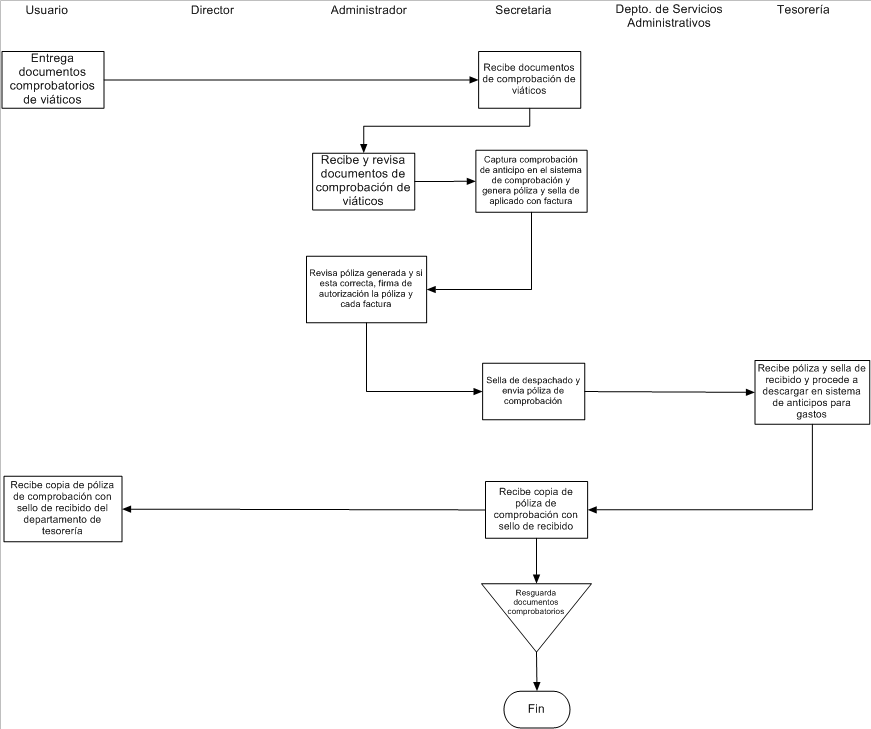 Usuario
Director
Administrador
Secretaria
Depto. de Servicios
Administrativos
Tesorería
Entrega
documentos
comprobatorios
de viáticos
Recibe documentos
de comprobación de
viáticos
Recibe y revisa
documentos de
comprobación de
viáticos
Captura comprobación
de anticipo en el sistema
de comprobación y
genera póliza y sella de
aplicado con factura
Revisa póliza generada y si
esta correcta, firma de
autorización la póliza y
cada factura
Sella de despachado y
envia póliza de
comprobación
Recibe póliza y sella de
recibido y procede a
descargar en sistema
de anticipos para
gastos
Recibe copia de póliza
de comprobación con
sello de recibido del
departamento de
tesorería
Recibe copia de
póliza de
comprobación con
sello de recibido
Resguarda
documentos
comprobatorios
Fin